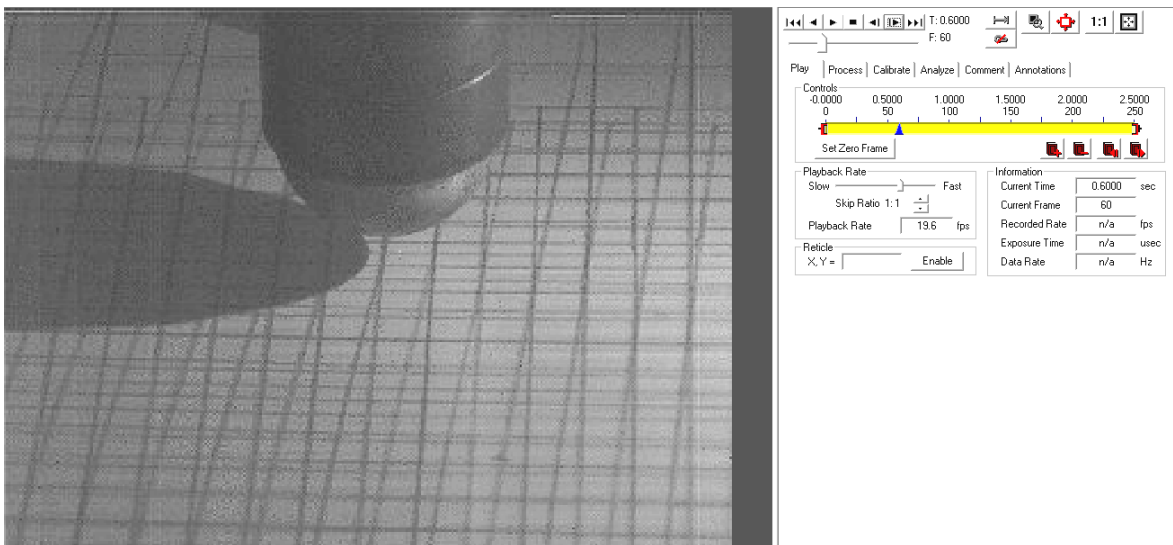 T: 0.6000
1:1
F: 60
Play Process Calibrate Analyze Comment Annotations
Controls
-0.0000 0.5000 1.0000 1.5000 2.0000 2.5000
0 50 100 150 200 250
Set Zero Frame
Playback Rate
Slow Fast
Skip Ratio 1: 1
Playback Rate 19.6 fps
Reticle
X, Y = Enable
Information
Current Time 0.6000 sec
Current Frame 60
Recorded Rate n/a fps
Exposure Time n/a usec
Data Rate n/a Hz